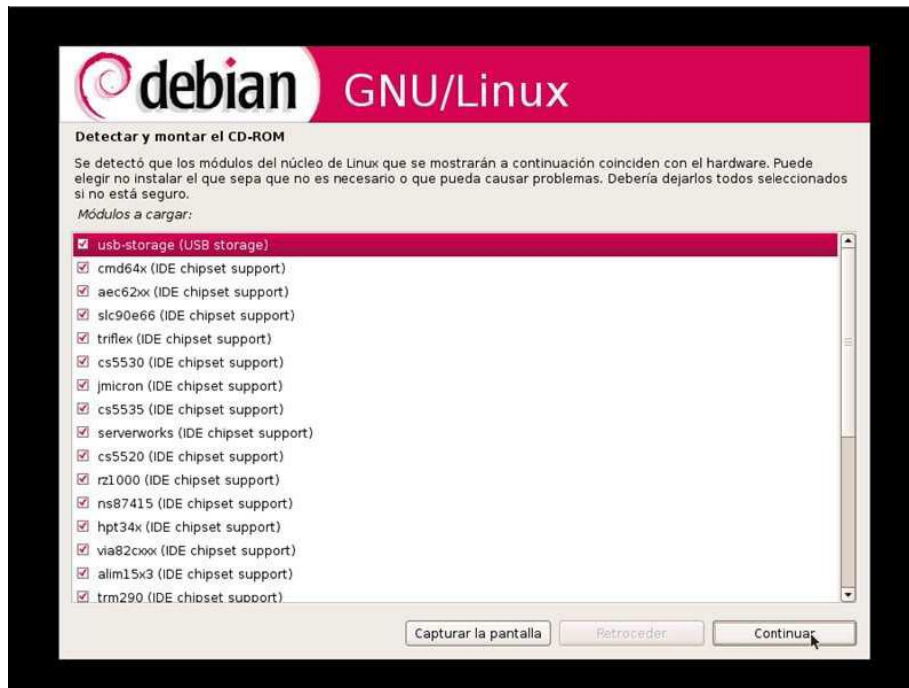 debian GNU/Linux
Detectar y montar el CD-ROM
Se detectó que los módulos del núcleo de Linux que se mostrarán a continuación coinciden con el hardware. Puede
elegir no instalar el que sepa que no es necesario o que pueda causar problemas. Debería dejarlos todos seleccionados
si no está seguro.
Módulos a cargar:
usb-storage (USB storage)
cmd64x (IDE chipset support)
aec62xx (IDE chipset support)
slc90e66 (IDE chipset support)
triflex (IDE chipset support)
cs5530 (IDE chipset support)
jmicron (IDE chipset support)
cs5535 (IDE chipset support)
serverworks (IDE chipset support)
cs5520 (IDE chipset support)
rz1000 (IDE chipset support)
ns87415 (IDE chipset support)
hpt34x (IDE chipset support)
via82cxxx (IDE chipset support)
alim15x3 (IDE chipset support)
trm290 (IDE chipset support)
Capturar la pantalla Retroceder Continuar